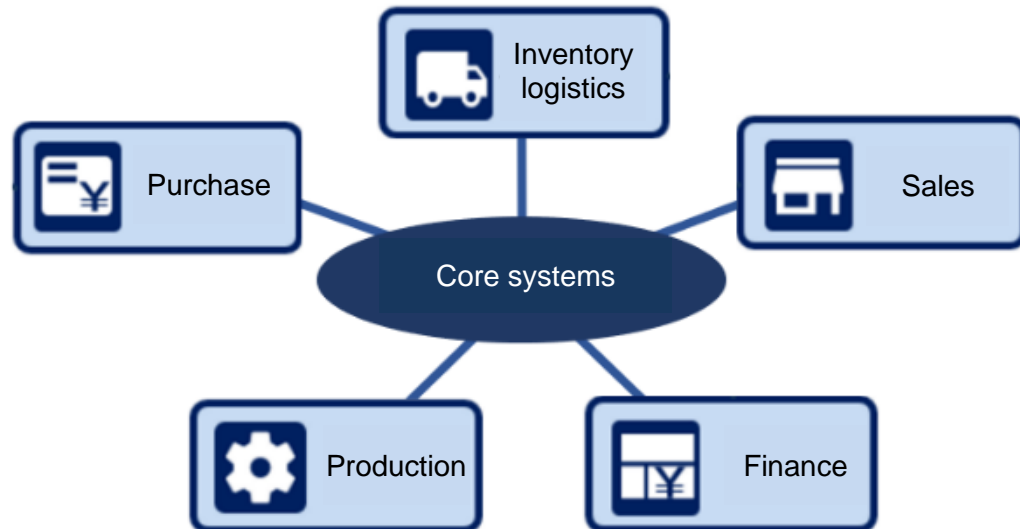 Inventory
logistics
Purchase
Sales
Core systems
Production
Finance
¥
¥